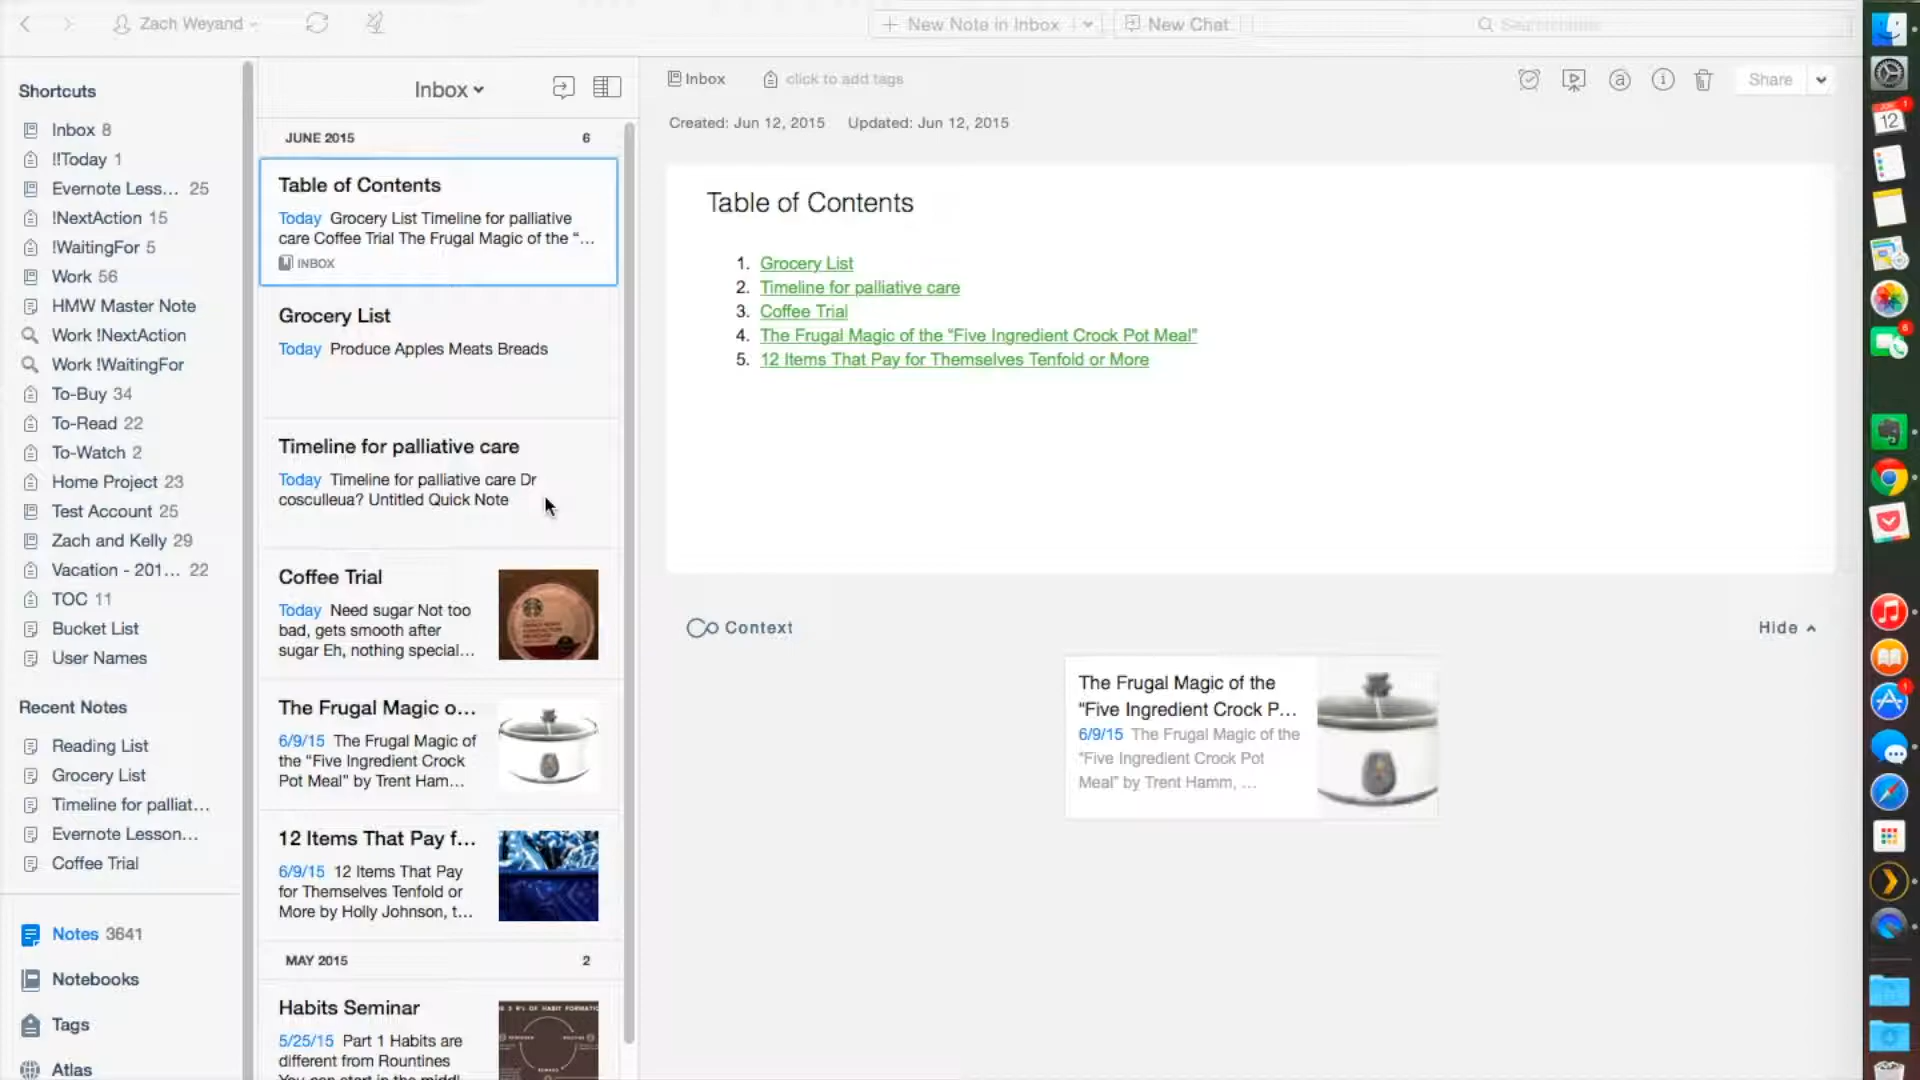 Zach Weyand
New Note in Inbox
New Chat
Shortcuts
Inbox 8
!!Today 1
Evernote Less... 25
!NextAction 15
!WaitingFor 5
Work 56
HMW Master Note
Work !NextAction
Work !WaitingFor
To-Buy 34
To-Read 22
To-Watch 2
Home Project 23
Test Account 25
Zach and Kelly 29
Vacation - 201... 22
TOC 11
Bucket List
User Names
Recent Notes
Reading List
Grocery List
Timeline for palliat...
Evernote Lesson...
Coffee Trial
Notes 3641
Notebooks
Tags
Atlas
Inbox
JUNE 2015 6
Table of Contents
Today Grocery List Timeline for palliative
care Coffee Trial The Frugal Magic of the “...
INBOX
Grocery List
Today Produce Apples Meats Breads
Timeline for palliative care
Today Timeline for palliative care Dr
cosculleua? Untitled Quick Note
Coffee Trial
Today Need sugar Not too
bad, gets smooth after
sugar Eh, nothing special...
The Frugal Magic o...
6/9/15 The Frugal Magic of
the “Five Ingredient Crock
Pot Meal” by Trent Ham...
12 Items That Pay f...
6/9/15 12 Items That Pay
for Themselves Tenfold or
More by Holly Johnson, t...
MAY 2015 2
Habits Seminar
5/25/15 Part 1 Habits are
different from Rountines
Inbox
click to add tags
Share
Created: Jun 12, 2015 Updated: Jun 12, 2015
Table of Contents
1. Grocery List
2. Timeline for palliative care
3. Coffee Trial
4. The Frugal Magic of the “Five Ingredient Crock Pot Meal”
5. 12 Items That Pay for Themselves Tenfold or More
Context
Hide
The Frugal Magic of the
“Five Ingredient Crock P...
6/9/15 The Frugal Magic of the
“Five Ingredient Crock Pot
Meal” by Trent Hamm, ...
12